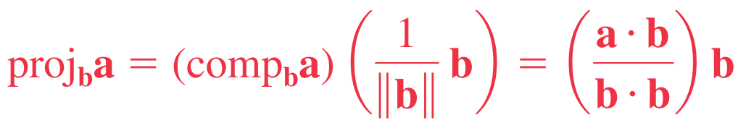 proj_b a = (comp_b a) (1/‖b‖ b) = (a · b / b · b) b